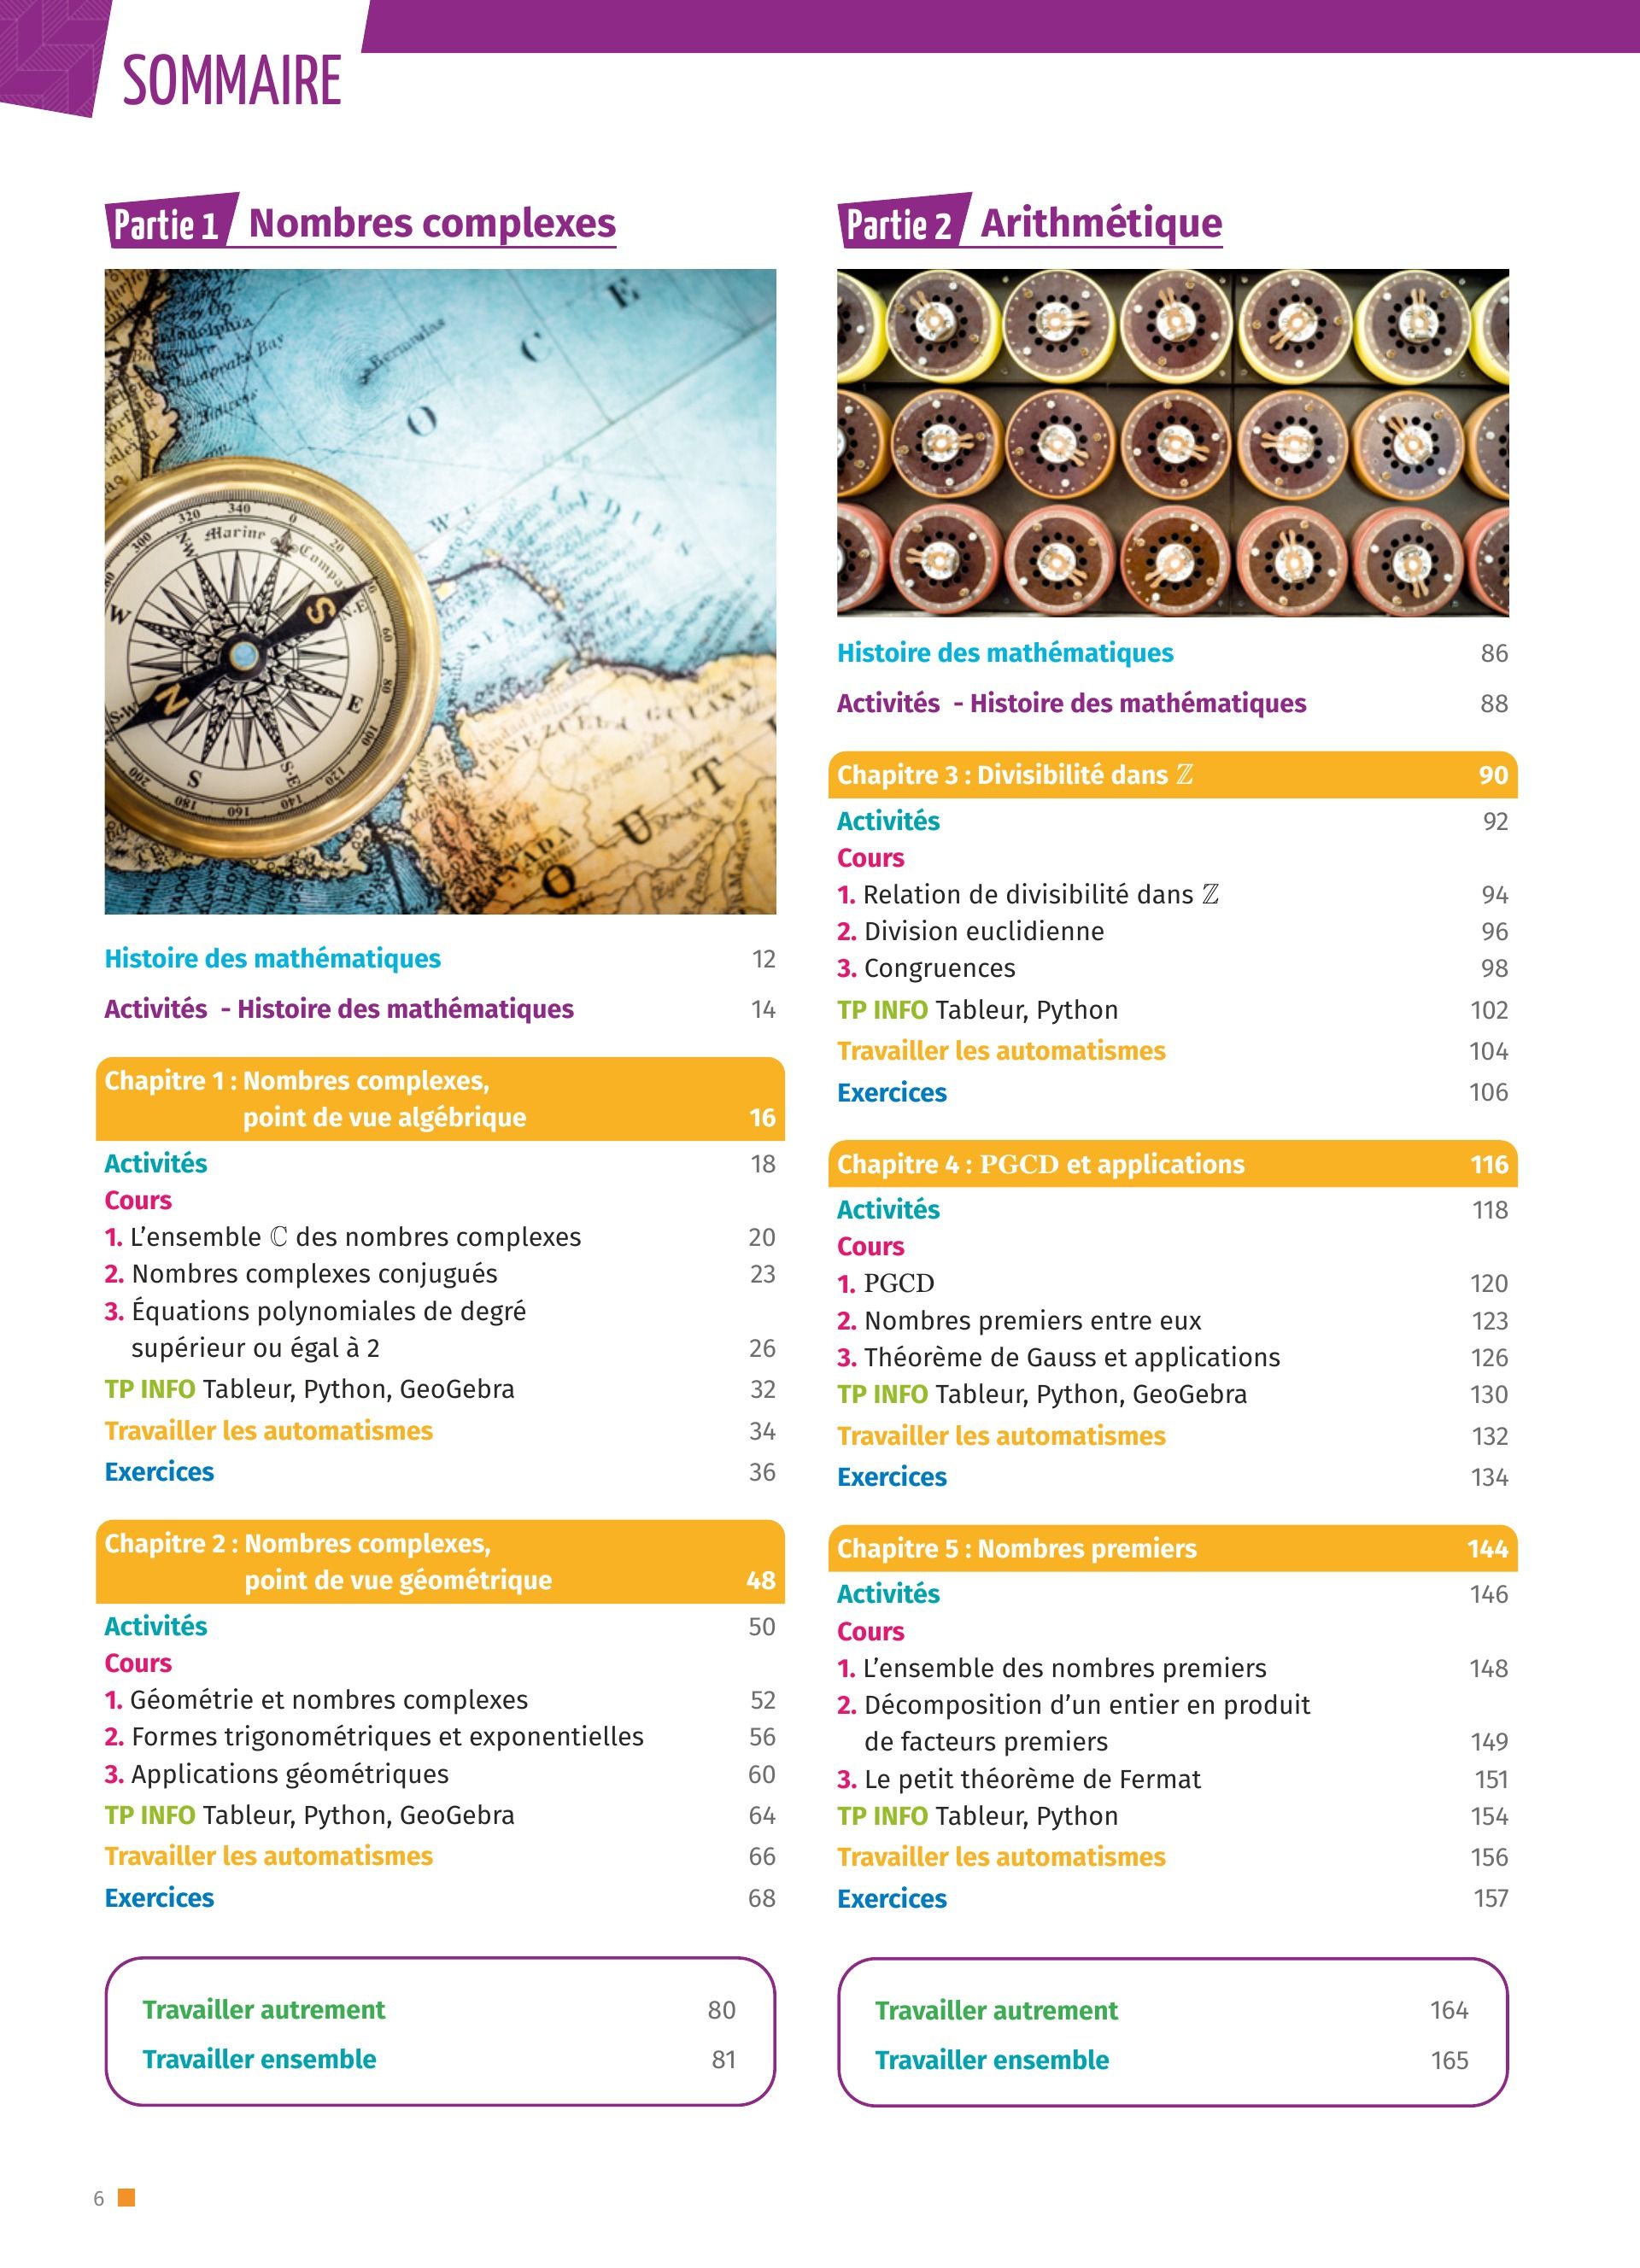 SOMMAIRE
Partie 1 Nombres complexes
Histoire des mathématiques 12
Activités - Histoire des mathématiques 14
Chapitre 1 : Nombres complexes,
point de vue algébrique 16
Activités 18
Cours
1. L'ensemble ℂ des nombres complexes 20
2. Nombres complexes conjugués 23
3. Équations polynomiales de degré
supérieur ou égal à 2 26
TP INFO Tableur, Python, GeoGebra 32
Travailler les automatismes 34
Exercices 36
Chapitre 2 : Nombres complexes,
point de vue géométrique 48
Activités 50
Cours
1. Géométrie et nombres complexes 52
2. Formes trigonométriques et exponentielles 56
3. Applications géométriques 60
TP INFO Tableur, Python, GeoGebra 64
Travailler les automatismes 66
Exercices 68
Travailler autrement 80
Travailler ensemble 81
Partie 2 Arithmétique
Histoire des mathématiques 86
Activités - Histoire des mathématiques 88
Chapitre 3 : Divisibilité dans ℤ 90
Activités 92
Cours
1. Relation de divisibilité dans ℤ 94
2. Division euclidienne 96
3. Congruences 98
TP INFO Tableur, Python 102
Travailler les automatismes 104
Exercices 106
Chapitre 4 : PGCD et applications 116
Activités 118
Cours
1. PGCD 120
2. Nombres premiers entre eux 123
3. Théorème de Gauss et applications 126
TP INFO Tableur, Python, GeoGebra 130
Travailler les automatismes 132
Exercices 134
Chapitre 5 : Nombres premiers 144
Activités 146
Cours
1. L'ensemble des nombres premiers 148
2. Décomposition d'un entier en produit
de facteurs premiers 149
3. Le petit théorème de Fermat 151
TP INFO Tableur, Python 154
Travailler les automatismes 156
Exercices 157
Travailler autrement 164
Travailler ensemble 165
6